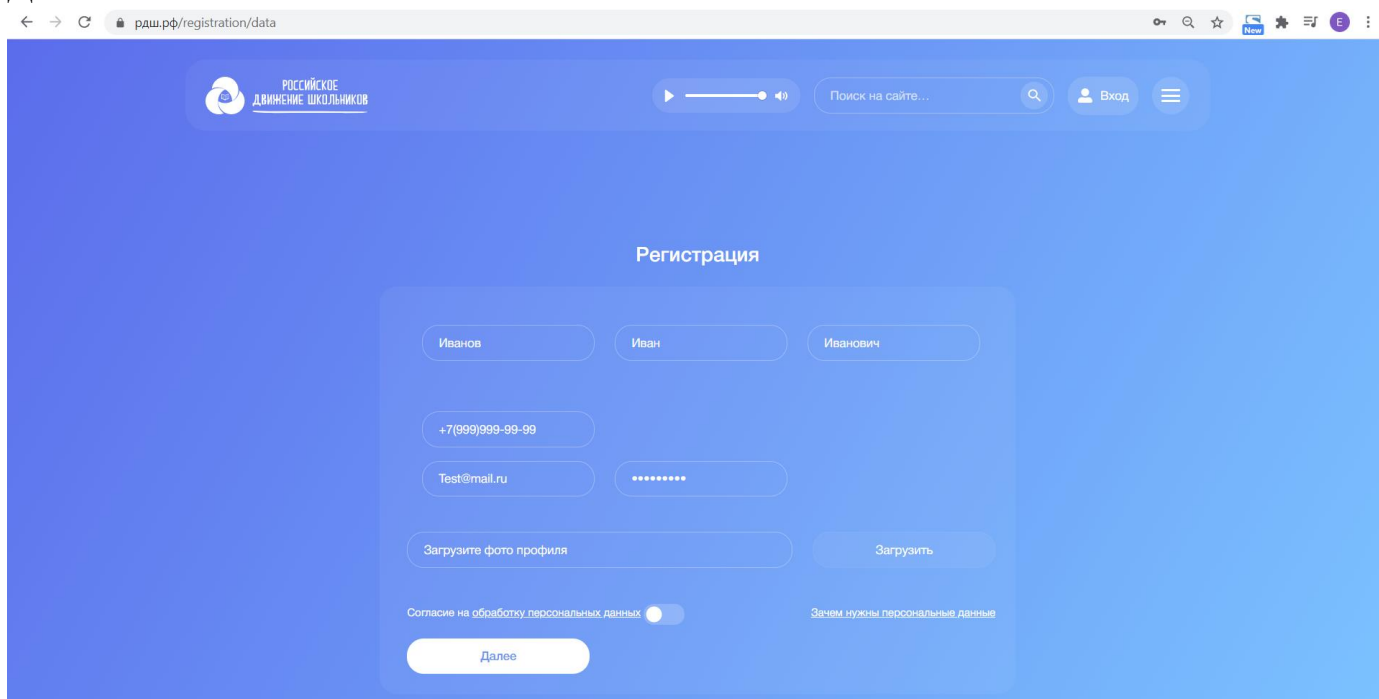 рдш.рф/registration/data
New
E
РОССИЙСКОЕ
ДВИЖЕНИЕ ШКОЛЬНИКОВ
Поиск на сайте...
Вход
Регистрация
Иванов Иван Иванович
+7(999)999-99-99
Test@mail.ru •••••••••
Загрузите фото профиля Загрузить
Согласие на обработку персональных данных Зачем нужны персональные данные
Далее